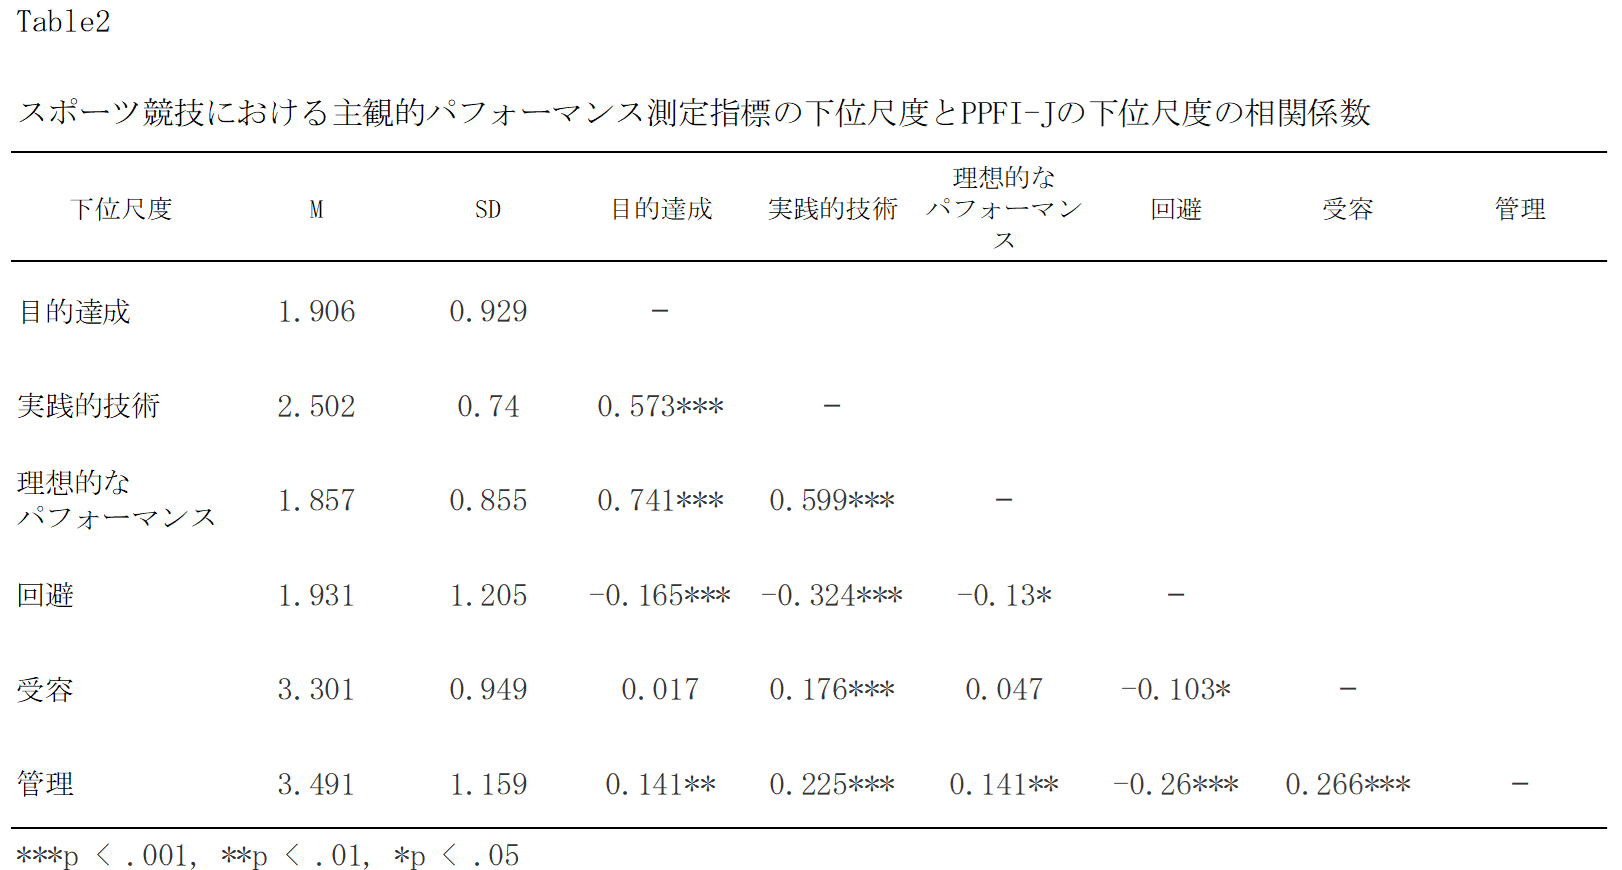 Table2
スポーツ競技における主観的パフォーマンス測定指標の下位尺度とPPFI-Jの下位尺度の相関係数
下位尺度 M SD 目的達成 実践的技術 理想的な パフォーマン ス 回避 受容 管理
目的達成 1.906 0.929 −
実践的技術 2.502 0.74 0.573*** −
理想的な
パフォーマンス 1.857 0.855 0.741*** 0.599*** −
回避 1.931 1.205 -0.165*** -0.324*** -0.13* −
受容 3.301 0.949 0.017 0.176*** 0.047 -0.103* −
管理 3.491 1.159 0.141** 0.225*** 0.141** -0.26*** 0.266*** −
***p < .001, **p < .01, *p < .05